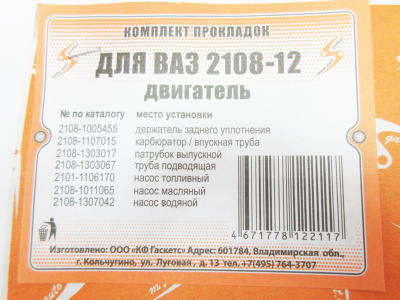 КОМПЛЕКТ ПРОКЛАДОК
ДЛЯ ВАЗ 2108-12
ДВИГАТЕЛЬ
№ по каталогу место установки
2108-1005455 держатель заднего уплотнения
2108-1107015 карбюратор / впускная труба
2108-1303017 патрубок выпускной
2108-1303067 труба подводящая
2101-1106170 насос топливный
2108-1011065 насос масляный
2108-1307042 насос водяной
4 671778 122117
Изготовлено: ООО «КФ Гаскетс» Адрес: 601784, Владимирская обл.,
г. Кольчугино, ул. Луговая , д. 13 тел. +7(495) 764-3707